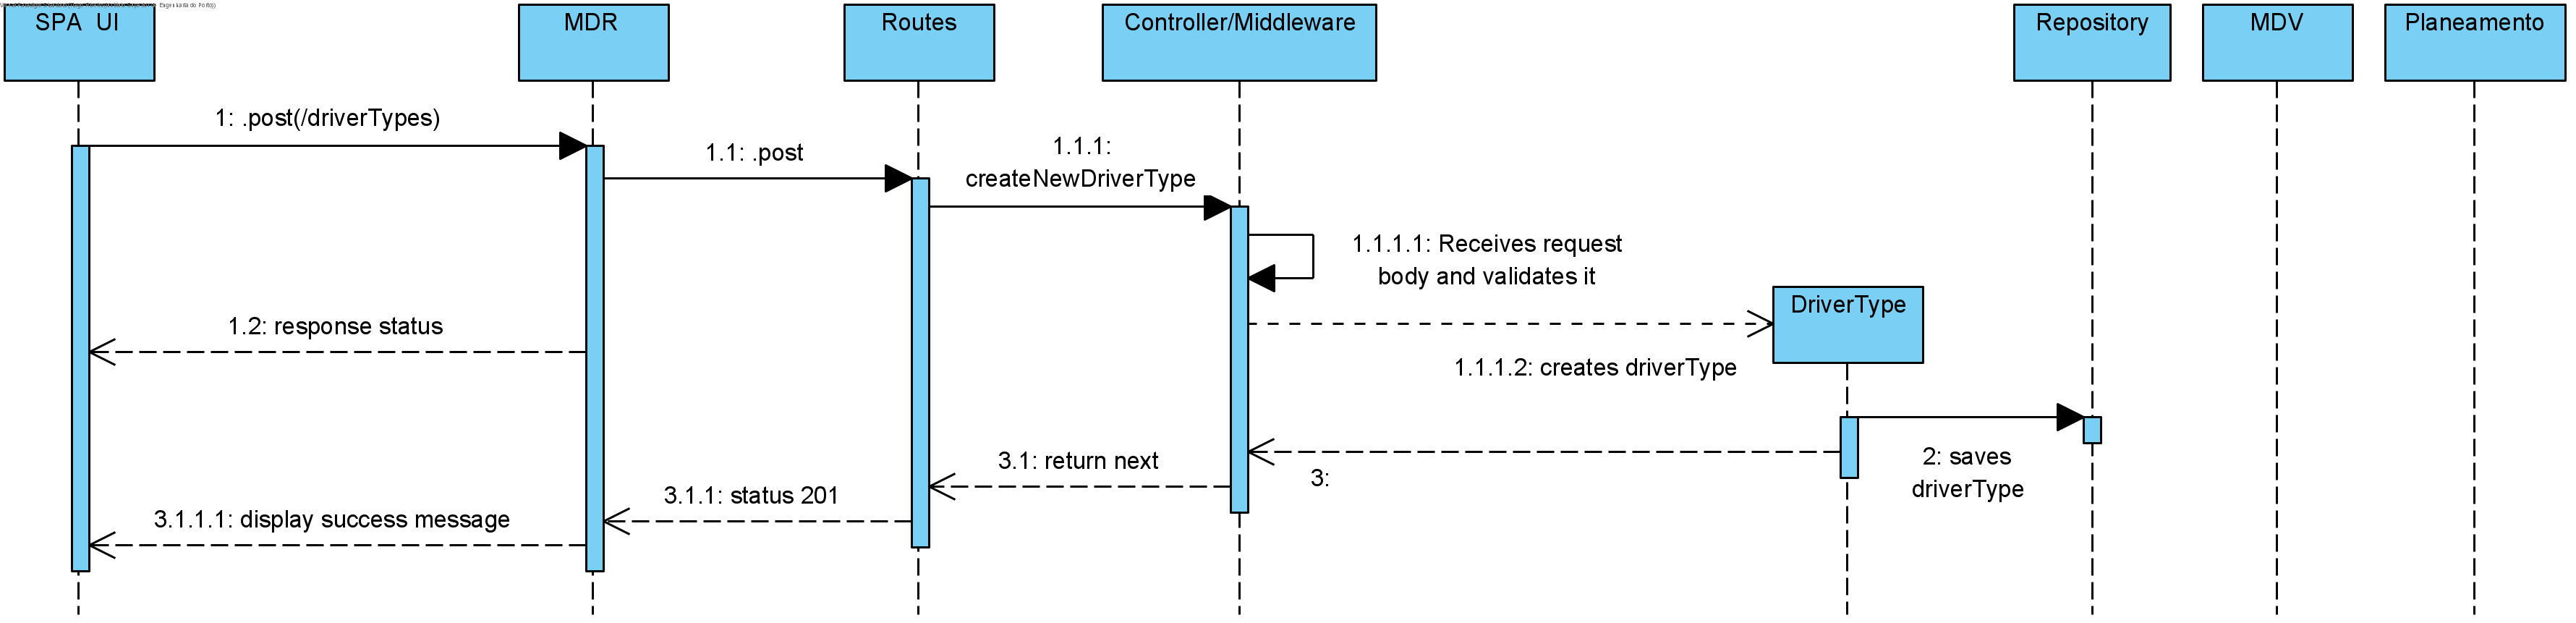 SPA UI
MDR
Routes
Controller/Middleware
Repository
MDV
Planeamento
1: .post(/driverTypes)
1.1: .post
1.1.1:
createNewDriverType
1.1.1.1: Receives request
body and validates it
DriverType
1.2: response status
1.1.1.2: creates driverType
2: saves
driverType
3:
3.1: return next
3.1.1: status 201
3.1.1.1: display success message